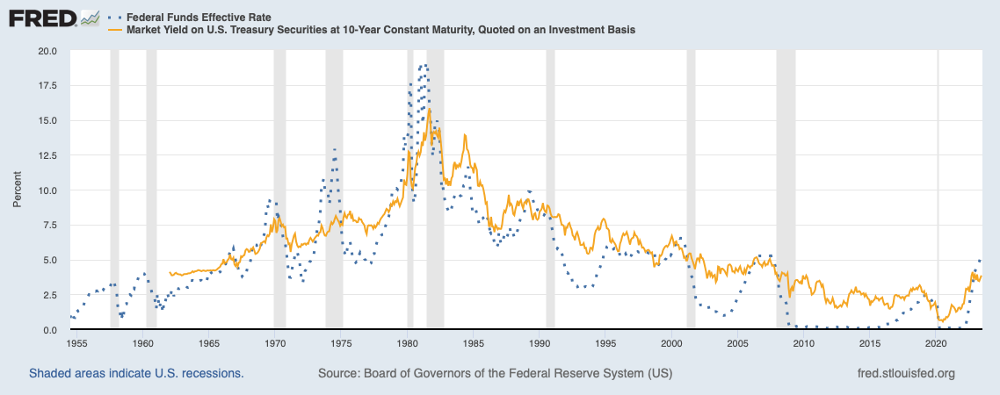 FRED
Federal Funds Effective Rate
Market Yield on U.S. Treasury Securities at 10-Year Constant Maturity, Quoted on an Investment Basis
20.0
17.5
15.0
12.5
10.0
7.5
5.0
2.5
0.0
Percent
1955 1960 1965 1970 1975 1980 1985 1990 1995 2000 2005 2010 2015 2020
Shaded areas indicate U.S. recessions. Source: Board of Governors of the Federal Reserve System (US) fred.stlouisfed.org